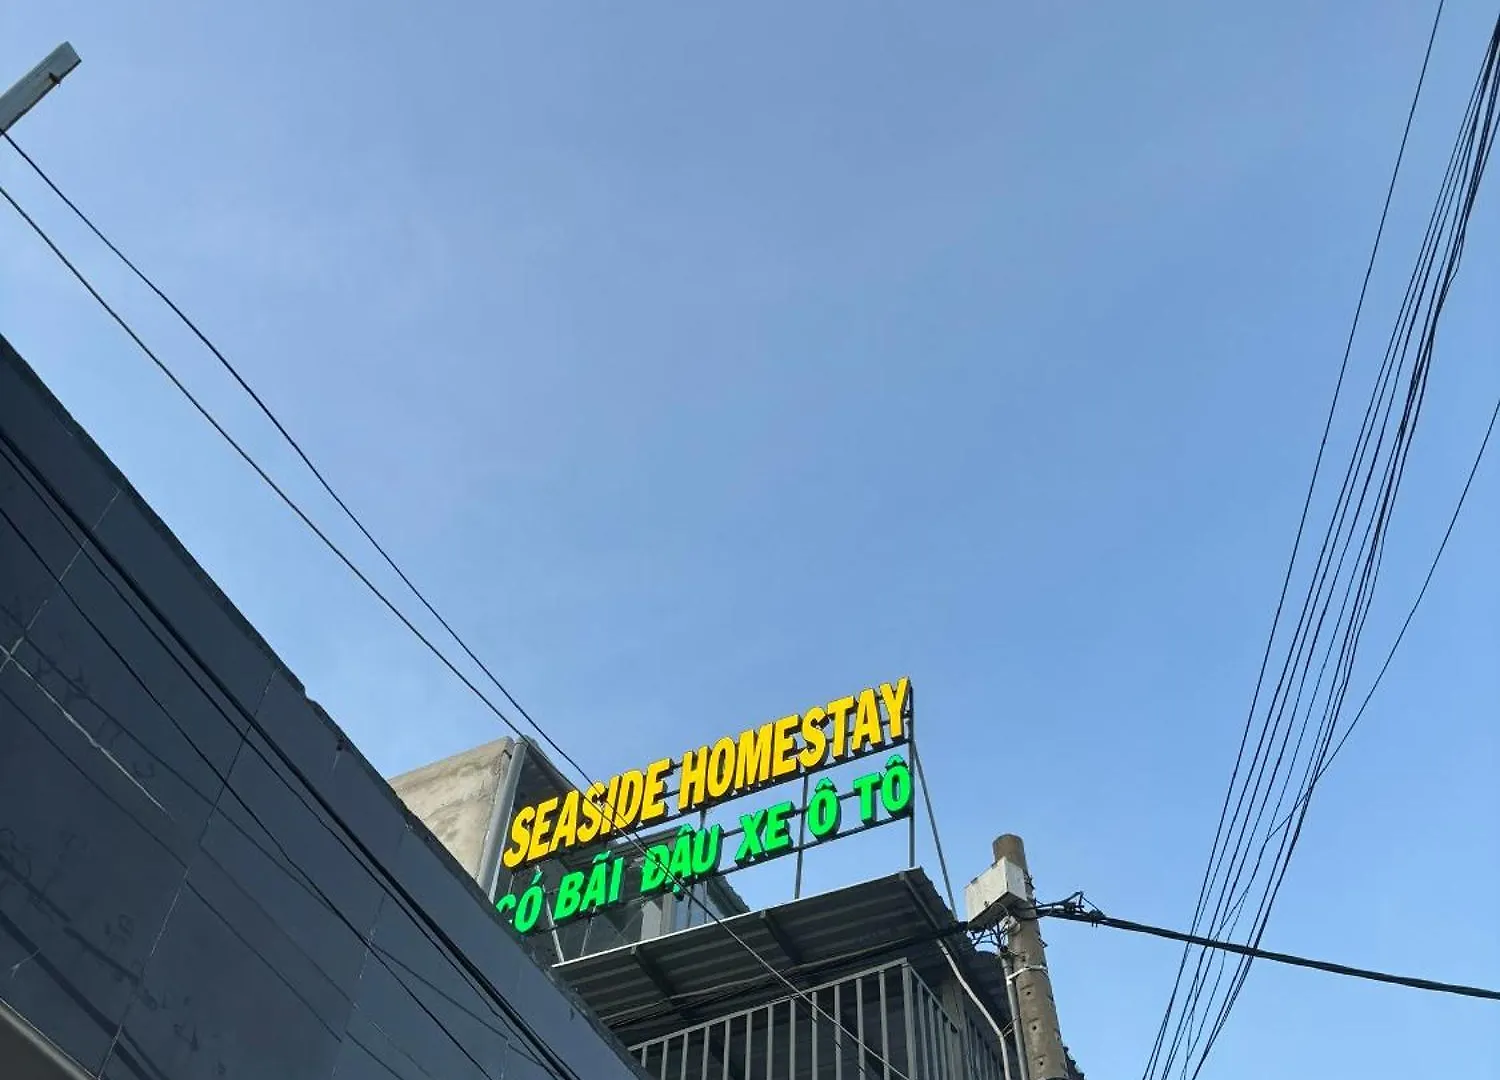 SEASIDE HOMESTAY
CÓ BÃI ĐẬU XE Ô TÔ